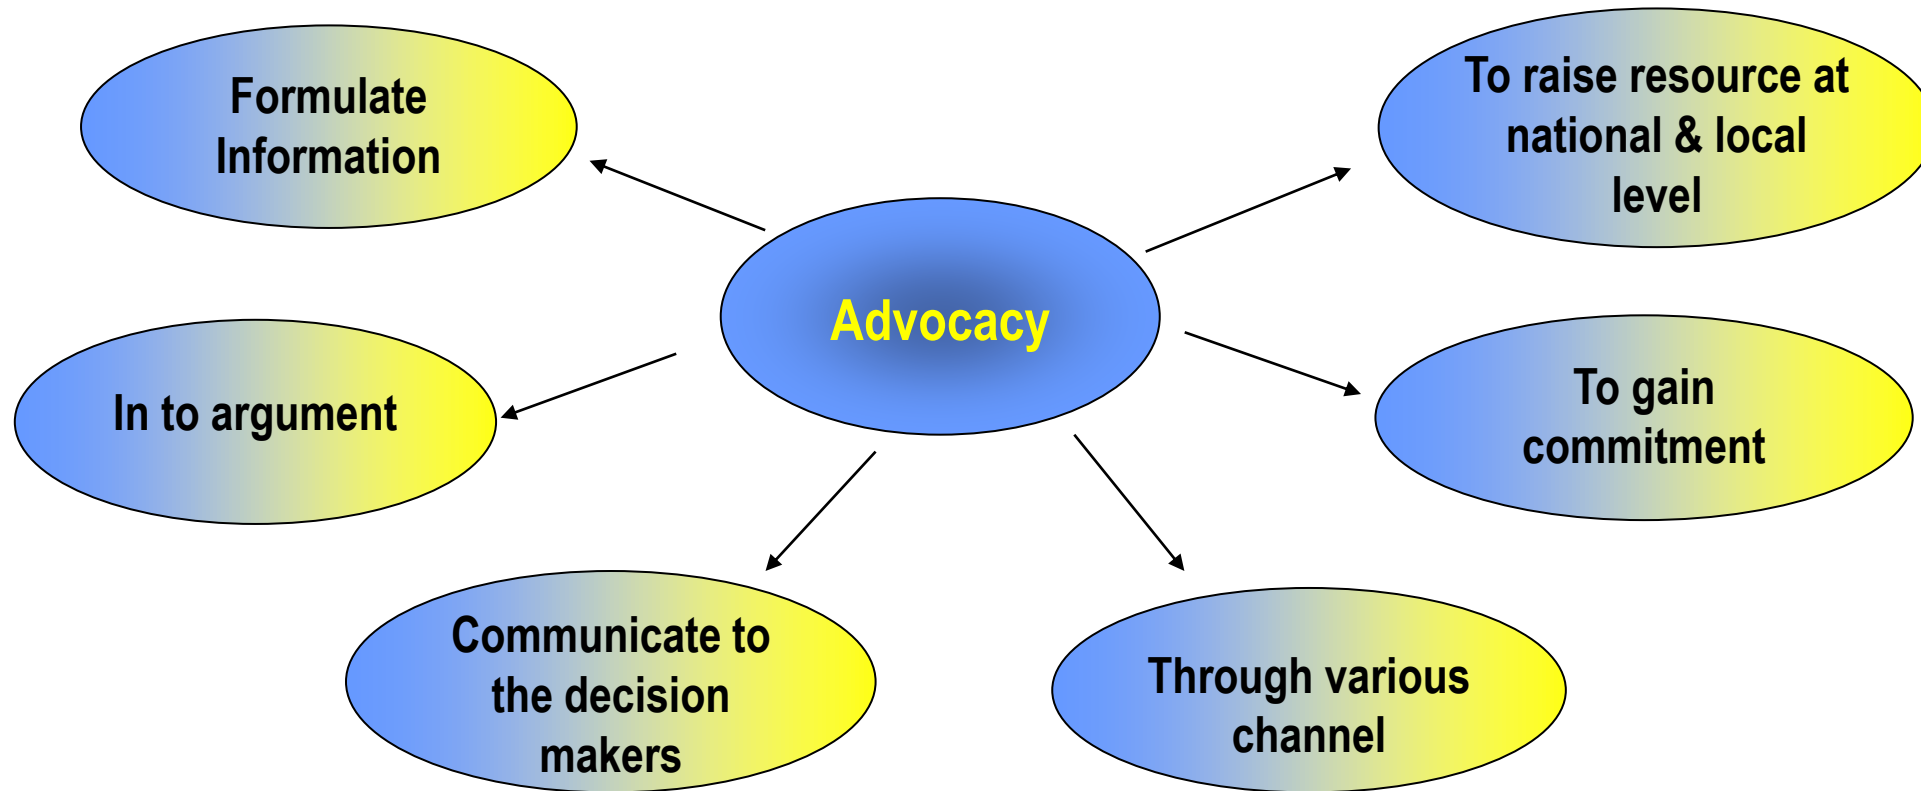 Formulate
Information
To raise resource at
national & local
level
Advocacy
In to argument
To gain
commitment
Communicate to
the decision
makers
Through various
channel